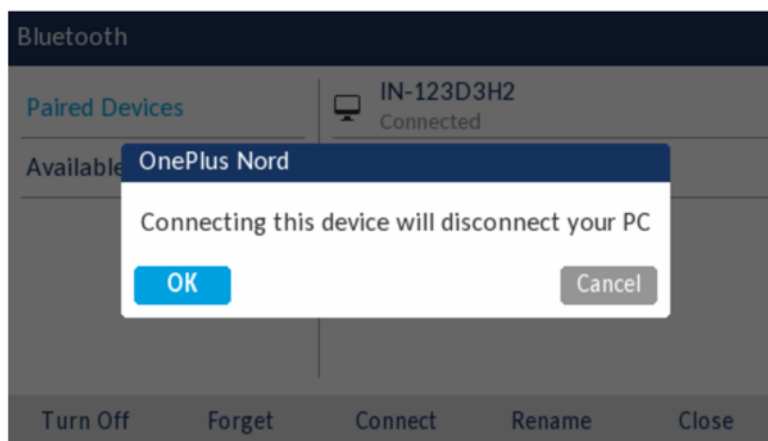 Bluetooth
Paired Devices
IN-123D3H2
Connected
Available
OnePlus Nord
Connecting this device will disconnect your PC
OK
Cancel
Turn Off
Forget
Connect
Rename
Close